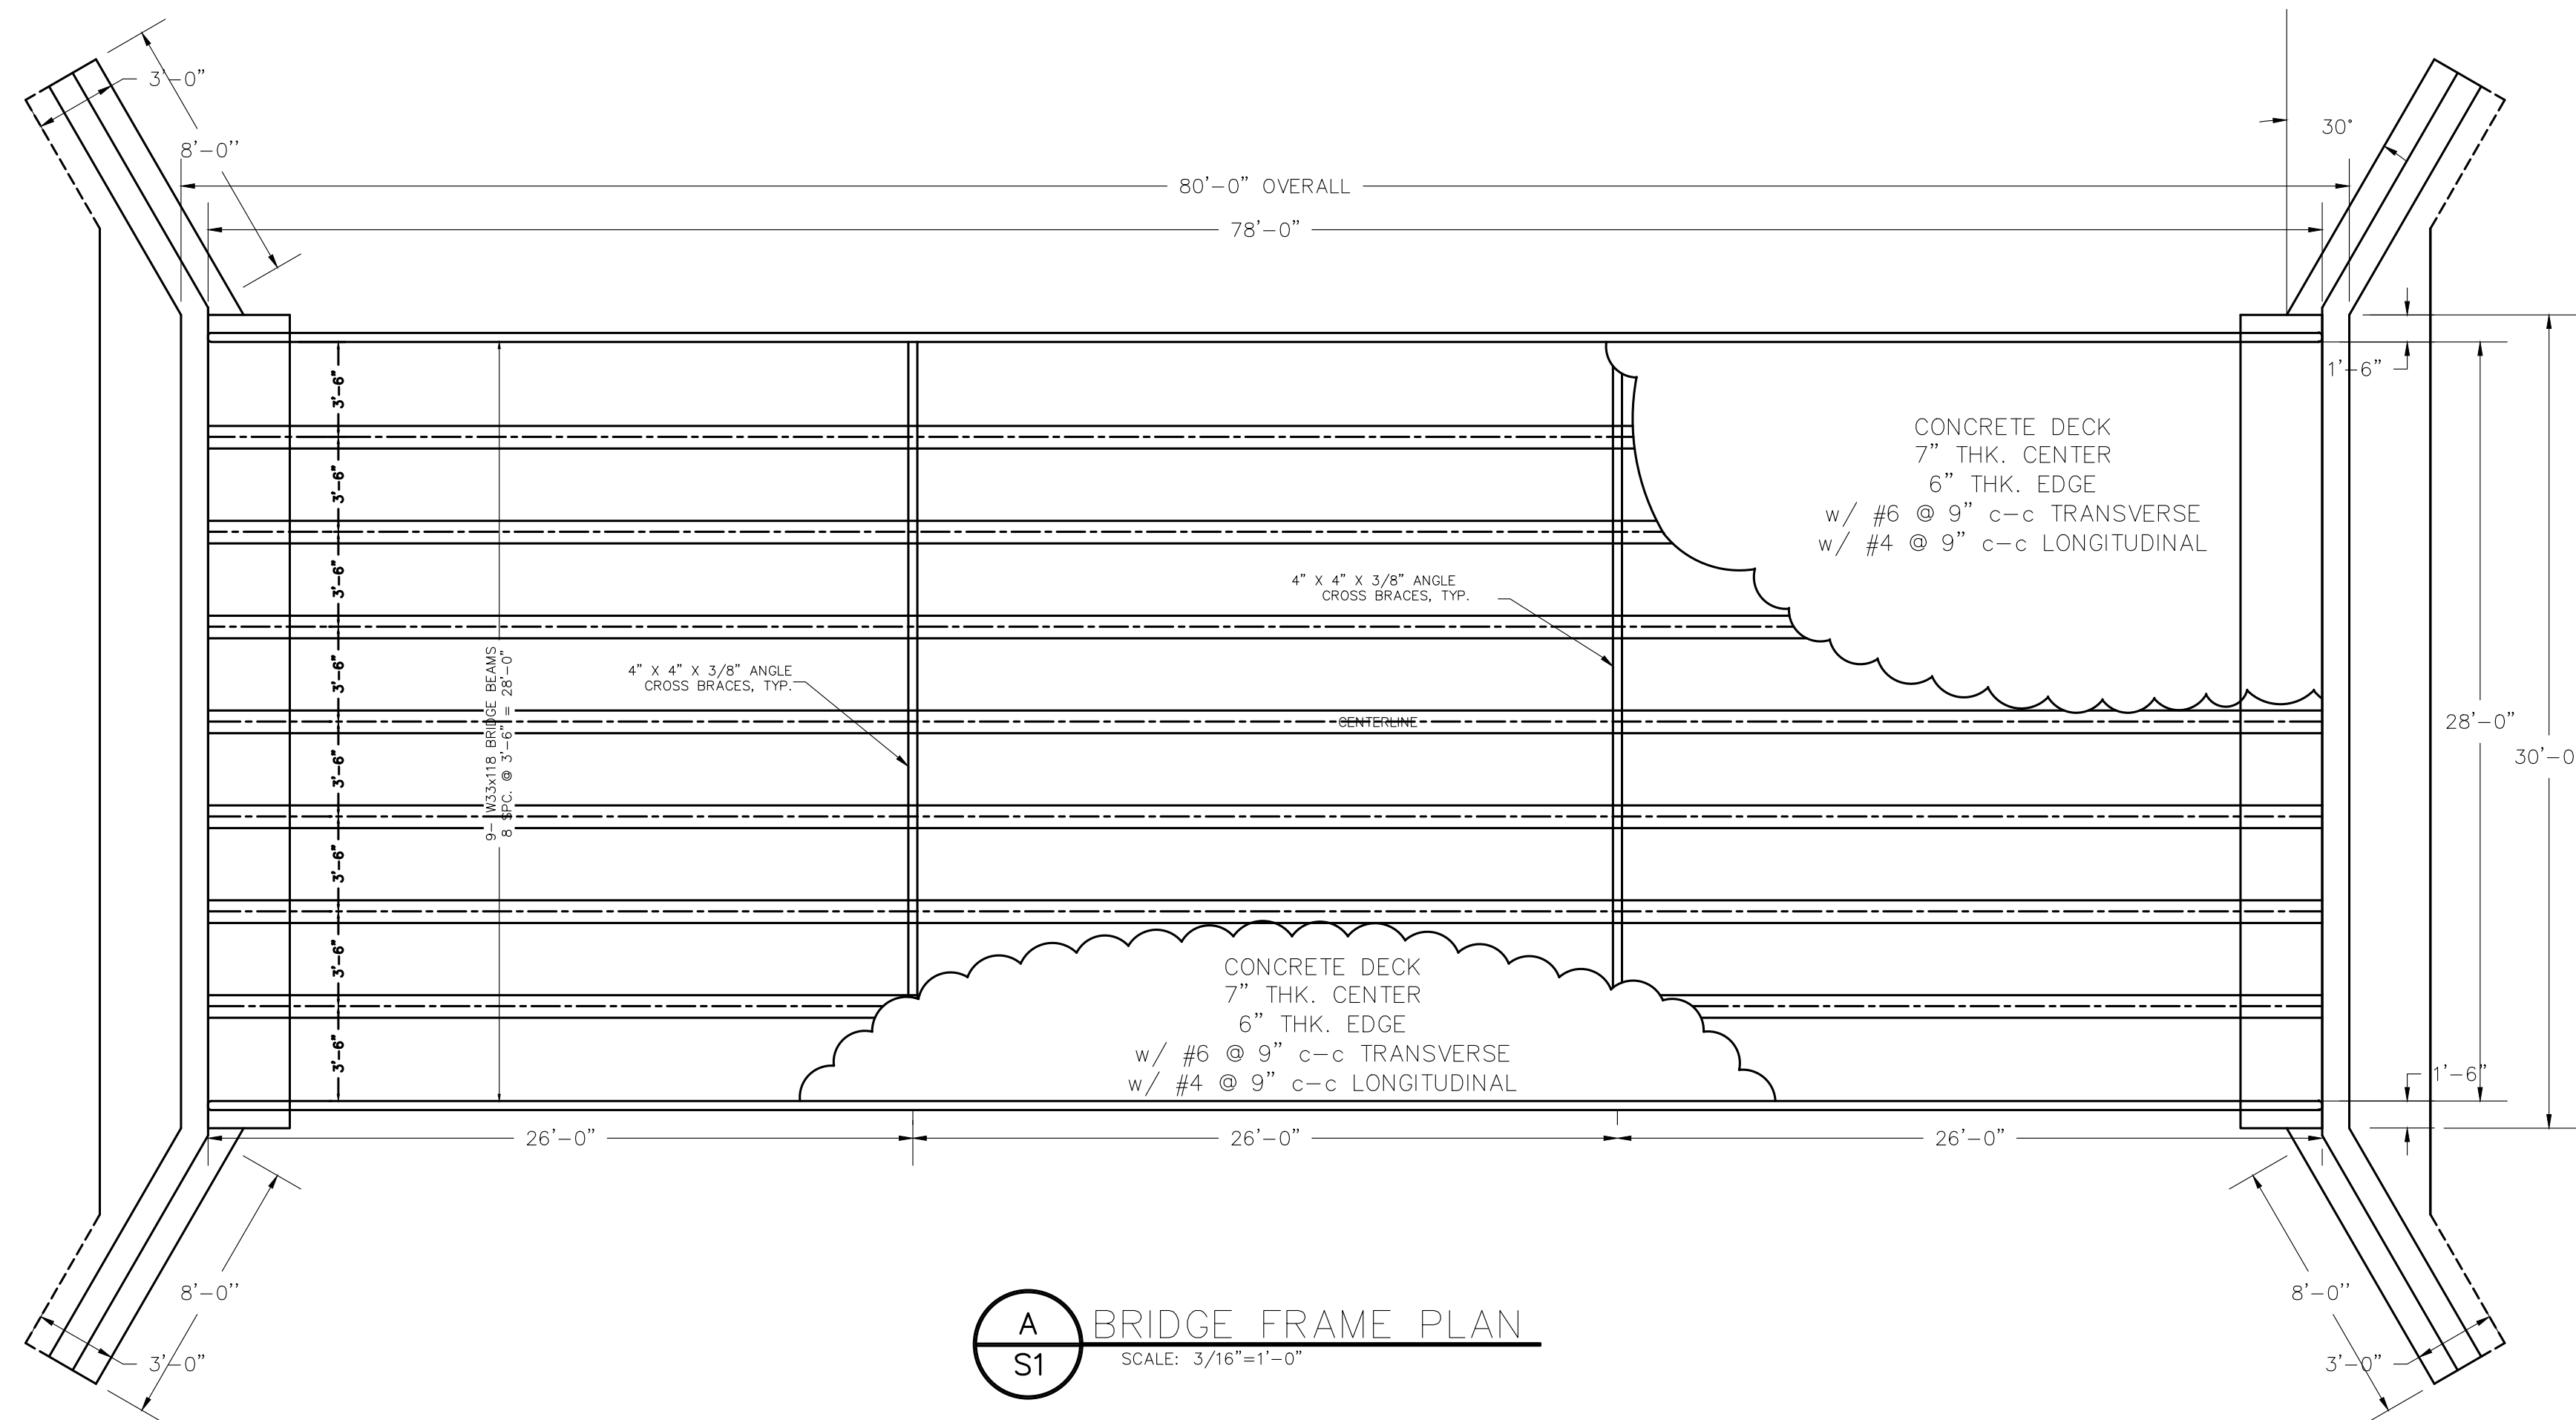 3'-0"
8'-0"
30°
80'-0" OVERALL
78'-0"
1'-6"
3'-6"
3'-6"
3'-6"
3'-6"
3'-6"
3'-6"
3'-6"
3'-6"
9- W33x118 BRIDGE BEAMS
8 SPC. @ 3'-6" = 28'-0"
CONCRETE DECK
7" THK. CENTER
6" THK. EDGE
w/ #6 @ 9" c-c TRANSVERSE
w/ #4 @ 9" c-c LONGITUDINAL
4" X 4" X 3/8" ANGLE
CROSS BRACES, TYP.
4" X 4" X 3/8" ANGLE
CROSS BRACES, TYP.
CENTERLINE
28'-0"
30'-0
CONCRETE DECK
7" THK. CENTER
6" THK. EDGE
w/ #6 @ 9" c-c TRANSVERSE
w/ #4 @ 9" c-c LONGITUDINAL
1'-6"
26'-0"
26'-0"
26'-0"
8'-0"
8'-0"
3'-0"
3'-0"
A
S1
BRIDGE FRAME PLAN
SCALE: 3/16"=1'-0"